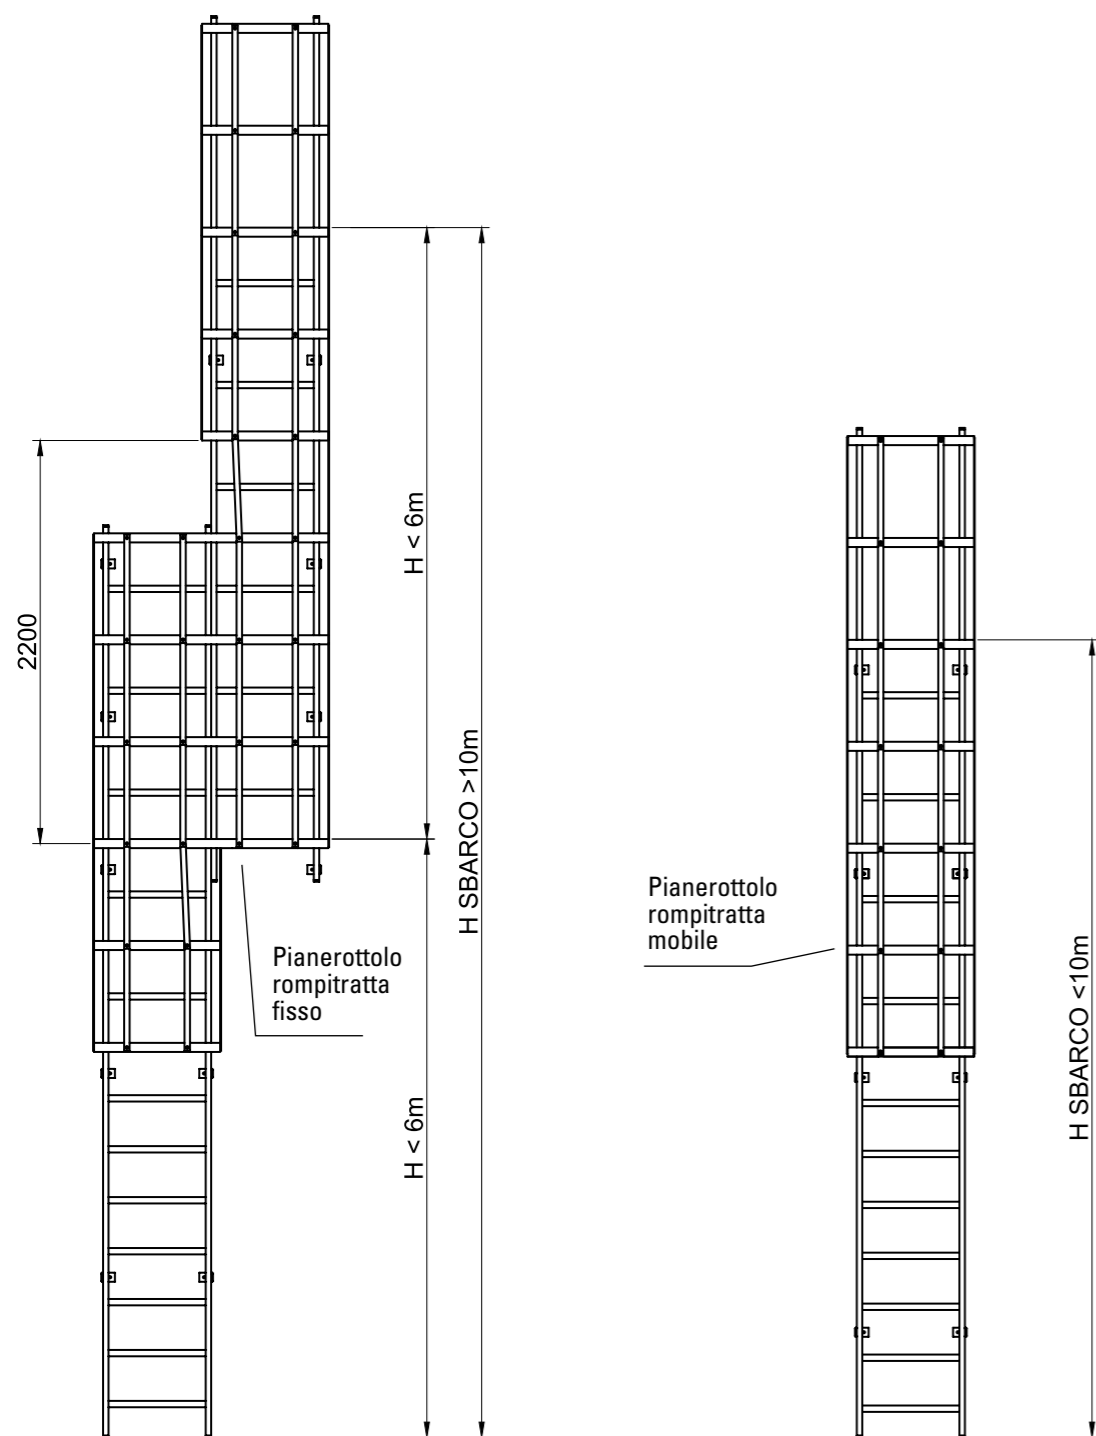 2200
H < 6m
H SBARCO >10m
H < 6m
Pianerottolo
rompitratta
fisso
Pianerottolo
rompitratta
mobile
H SBARCO <10m